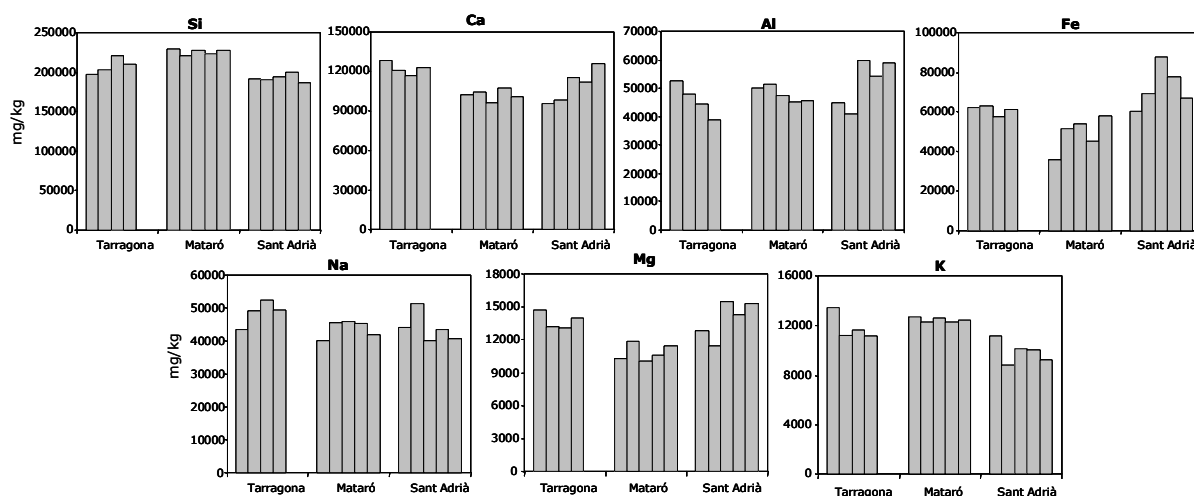 Si
Ca
Al
Fe
mg/kg
250000
200000
150000
100000
50000
0
Tarragona Mataró Sant Adrià
150000
120000
90000
60000
30000
0
Tarragona Mataró Sant Adrià
70000
60000
50000
40000
30000
20000
10000
0
Tarragona Mataró Sant Adrià
100000
80000
60000
40000
20000
0
Tarragona Mataró Sant Adrià
Na
Mg
K
mg/kg
60000
50000
40000
30000
20000
10000
0
Tarragona Mataró Sant Adrià
18000
15000
12000
9000
6000
3000
0
Tarragona Mataró Sant Adrià
16000
12000
8000
4000
0
Tarragona Mataró Sant Adrià